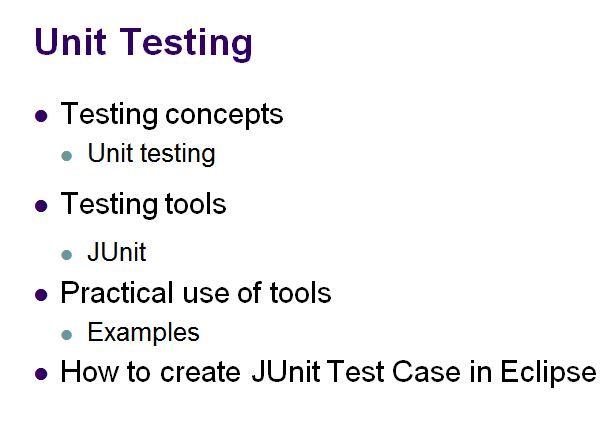 Unit Testing
Testing concepts
Unit testing
Testing tools
JUnit
Practical use of tools
Examples
How to create JUnit Test Case in Eclipse